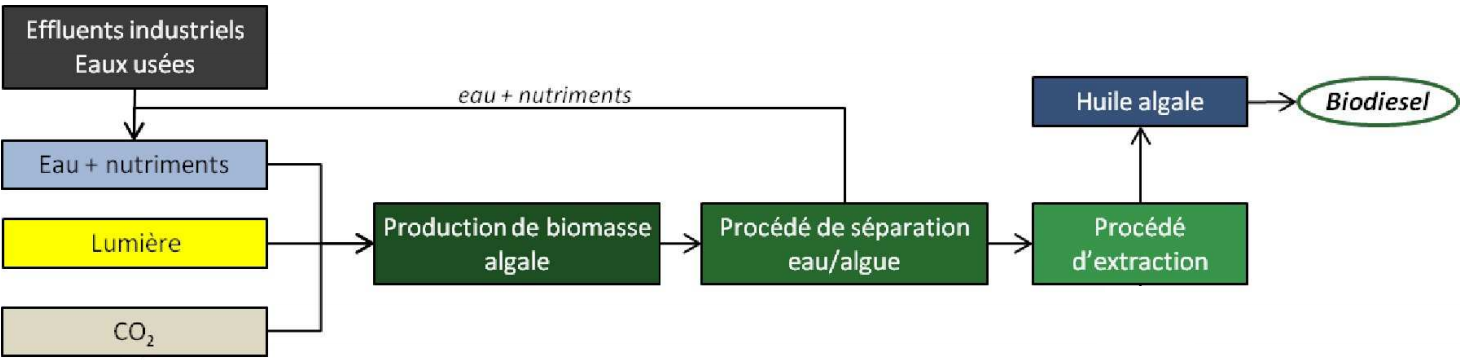 Effluents industriels
Eaux usées
eau + nutriments
Huile algale
Biodiesel
Eau + nutriments
Lumière
Production de biomasse
algale
Procédé de séparation
eau/algue
Procédé
d'extraction
CO₂